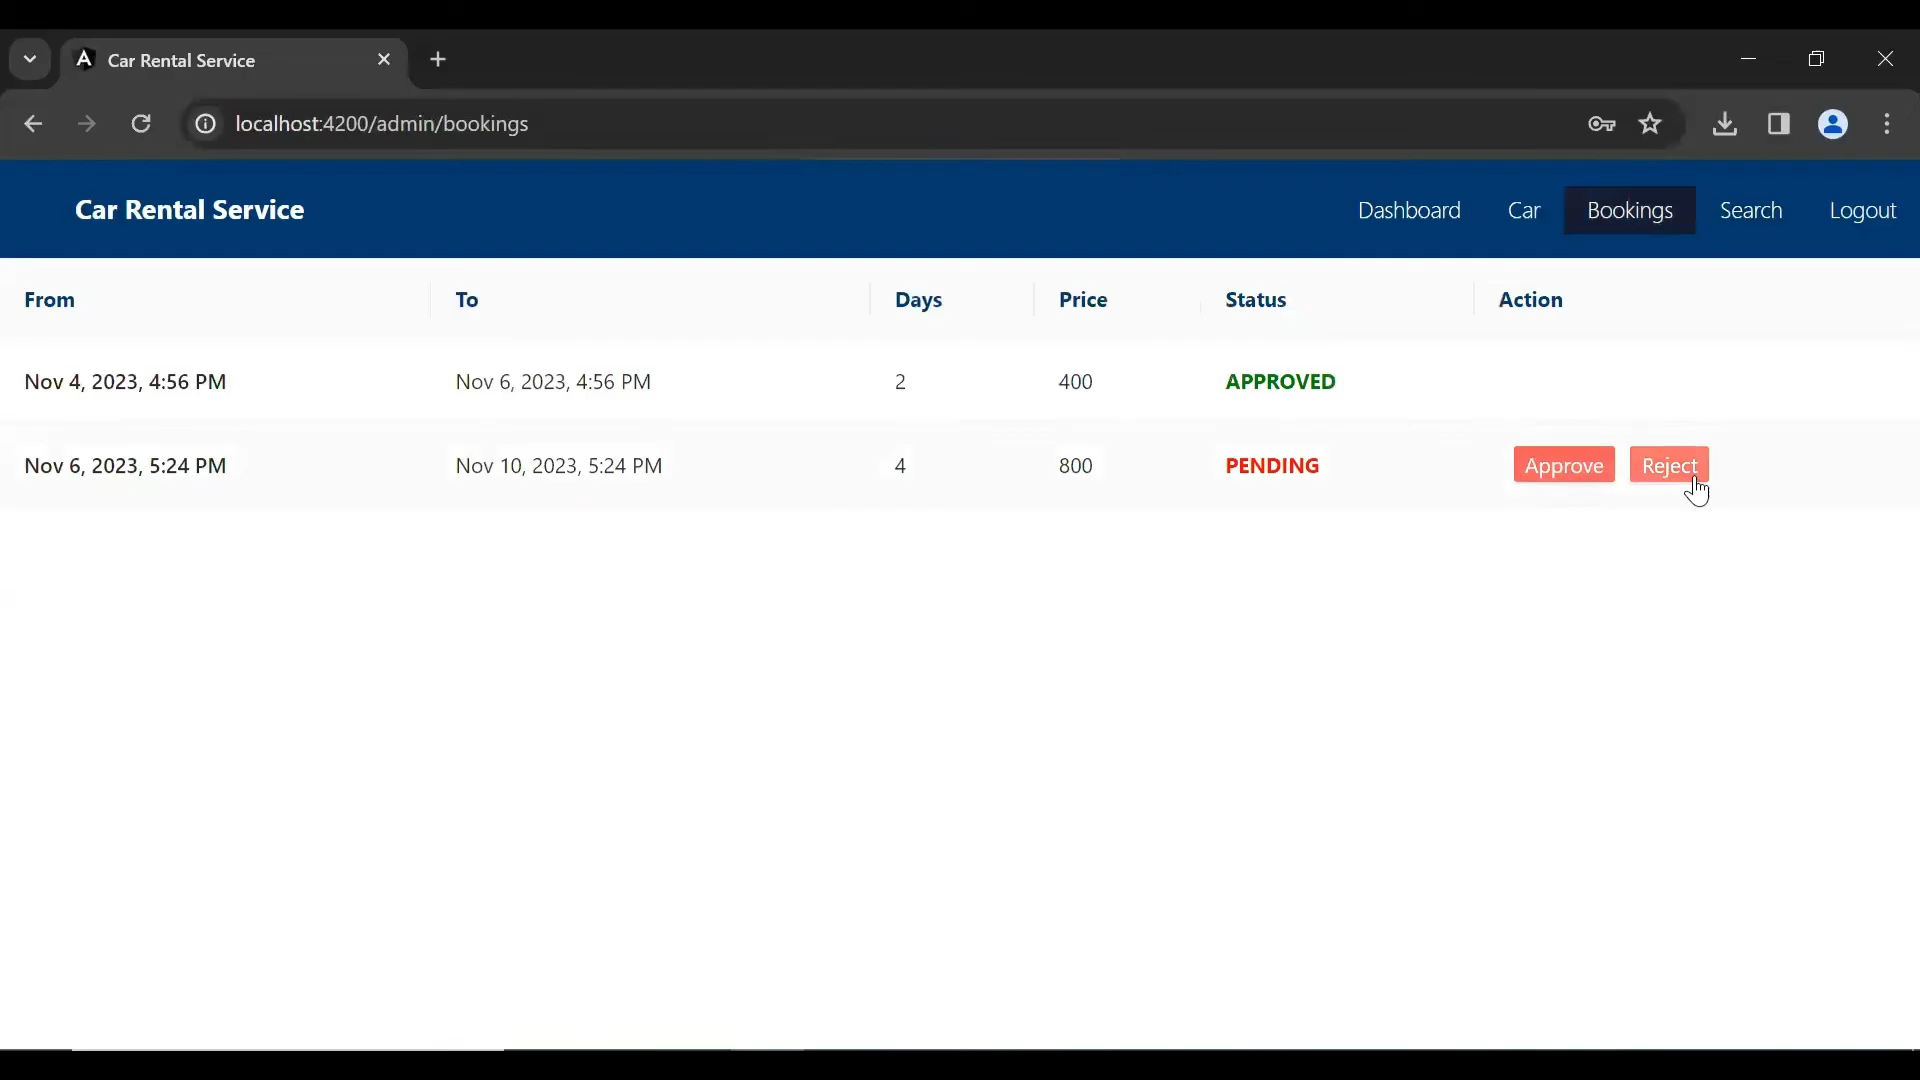 Car Rental Service
localhost:4200/admin/bookings
Car Rental Service Dashboard Car Bookings Search Logout
From To Days Price Status Action
Nov 4, 2023, 4:56 PM Nov 6, 2023, 4:56 PM 2 400 APPROVED
Nov 6, 2023, 5:24 PM Nov 10, 2023, 5:24 PM 4 800 PENDING Approve Reject